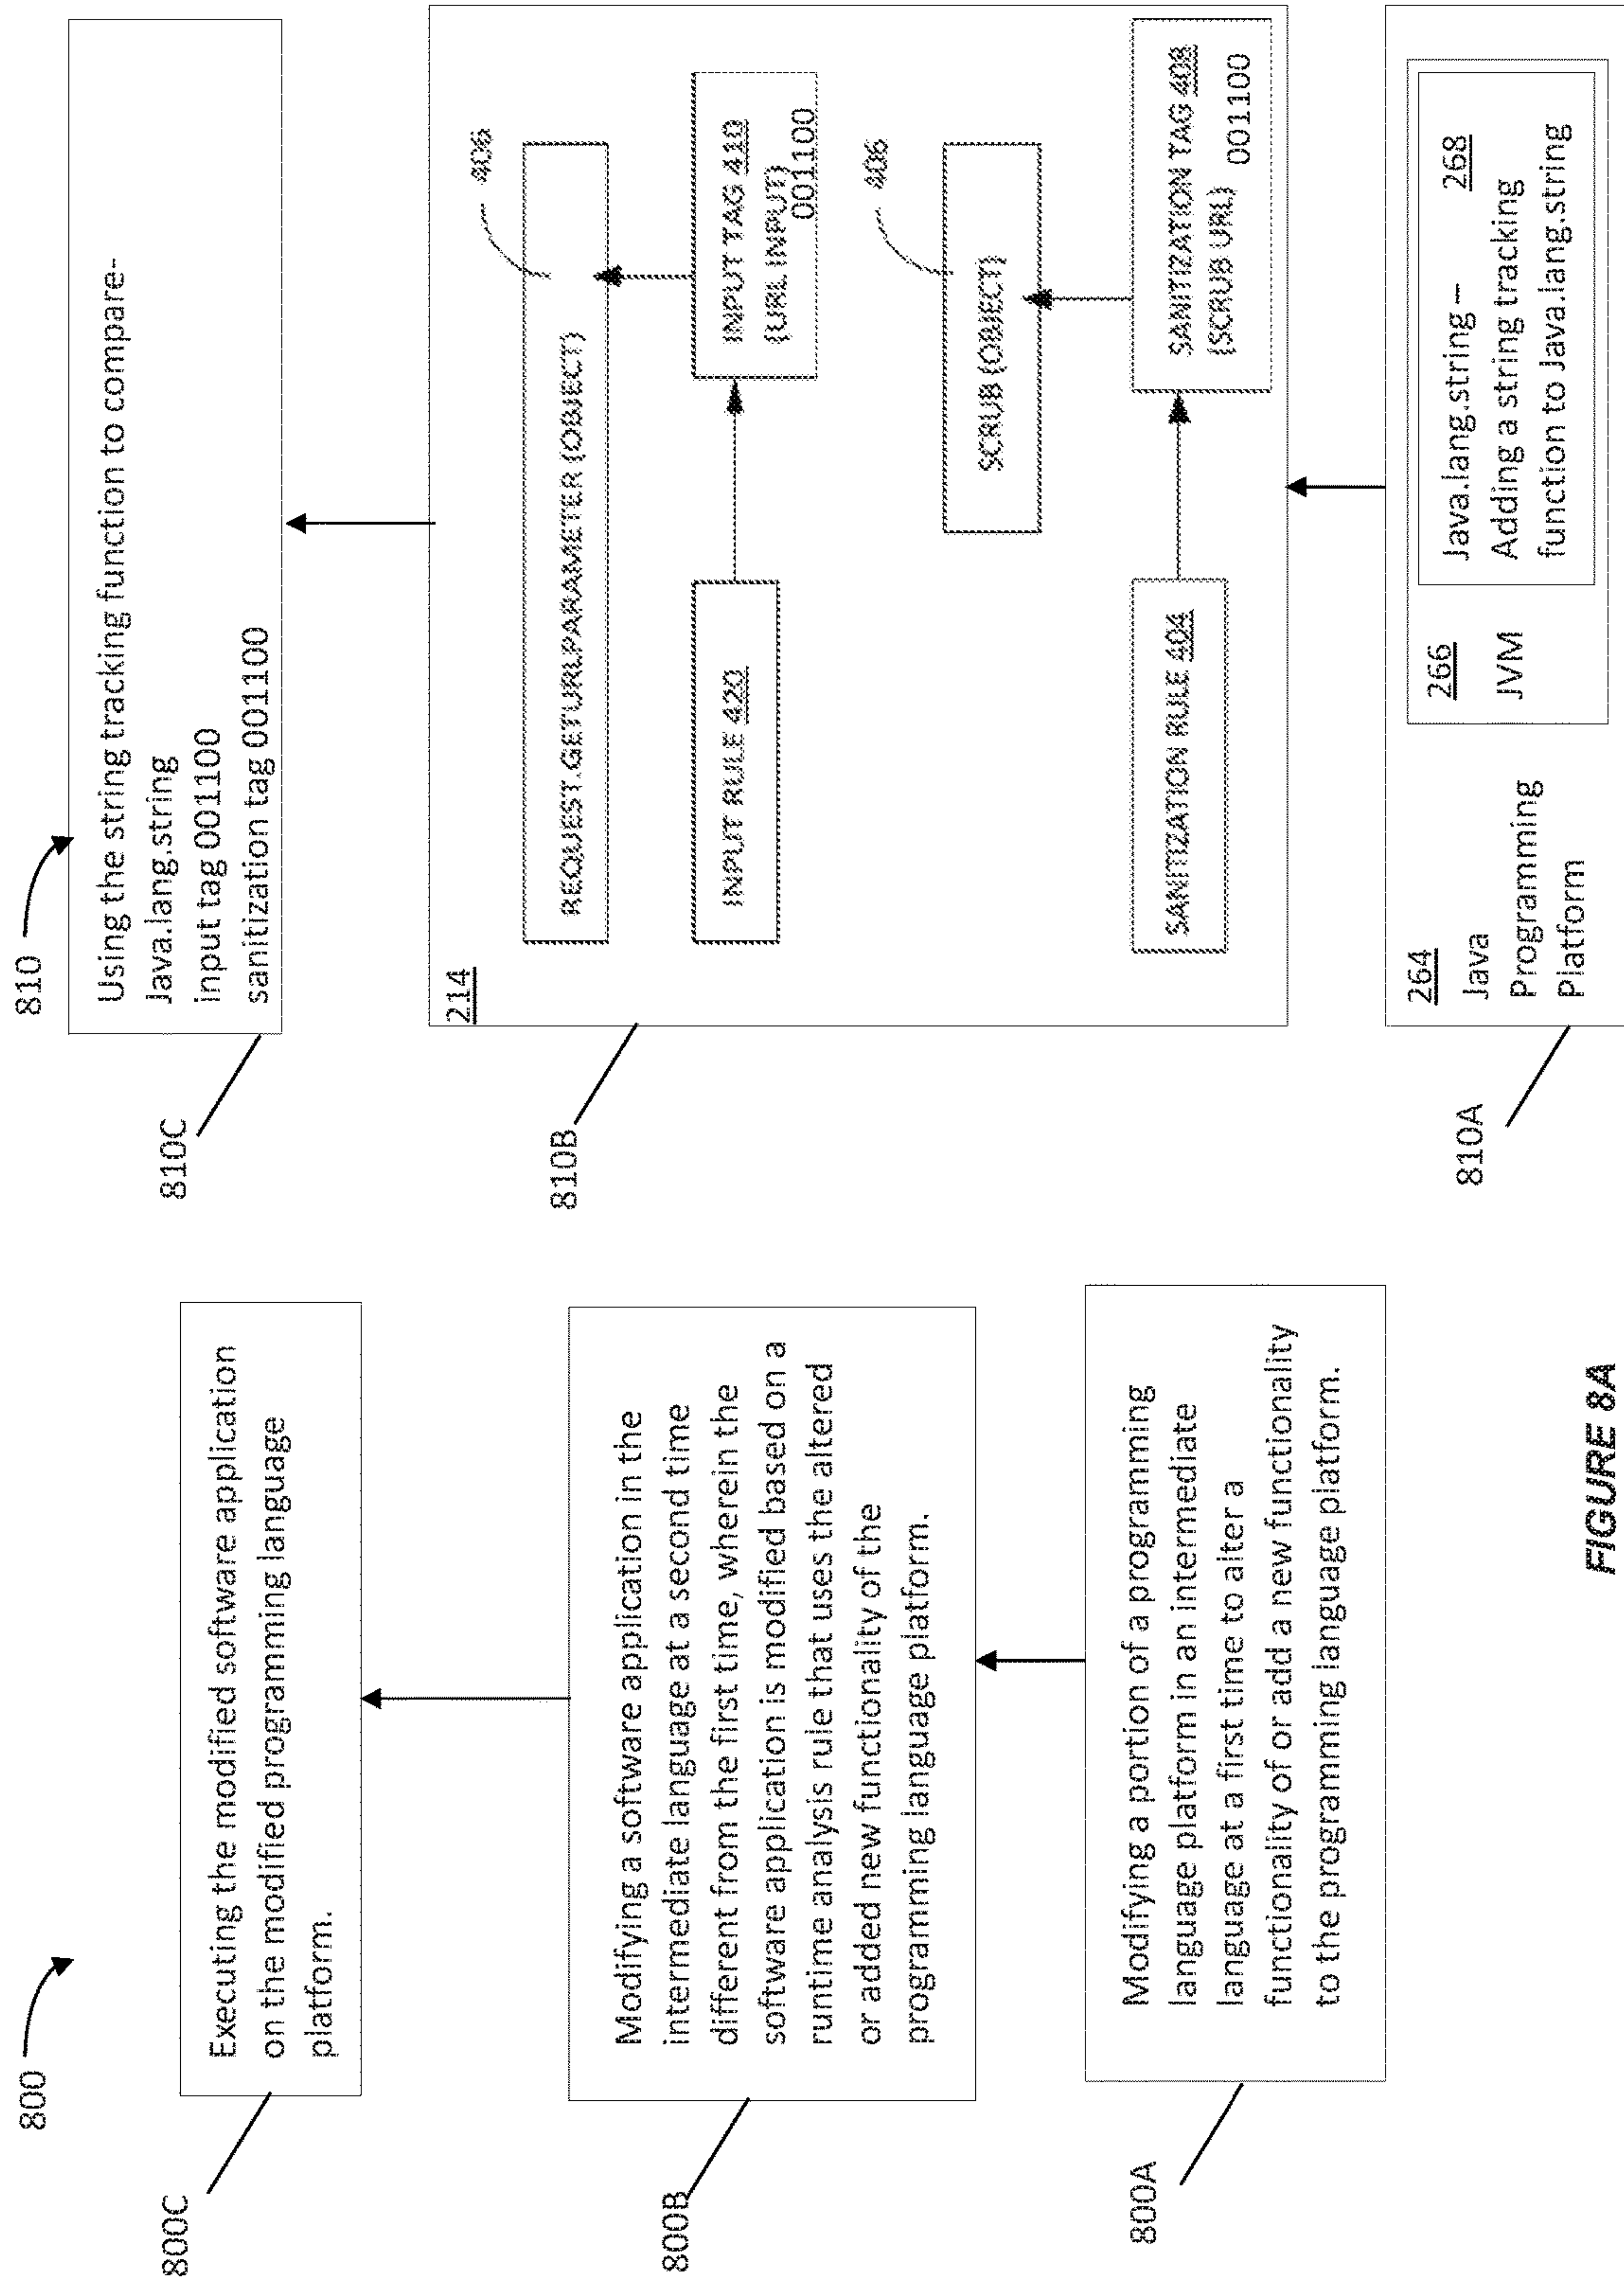 800
800C
Executing the modified software application
on the modified programming language
platform.
800B
Modifying a software application in the
intermediate language at a second time
different from the first time, wherein the
software application is modified based on a
runtime analysis rule that uses the altered
or added new functionality of the
programming language platform.
800A
Modifying a portion of a programming
language platform in an intermediate
language at a first time to alter a
functionality of or add a new functionality
to the programming language platform.
810
810C
Using the string tracking function to compare-
Java.lang.string
input tag 001100
sanitization tag 001100
810B
214
406
REQUEST.GETURLPARAMETER (OBJECT)
INPUT RULE 420
INPUT TAG 410
(URL INPUT)
001100
406
SCRUB (OBJECT)
SANITIZATION RULE 404
SANITIZATION TAG 408
(SCRUB URL)
001100
810A
264
Java
Programming
Platform
266
JVM
Java.lang.string – 268
Adding a string tracking
function to Java.lang.string
FIGURE 8A